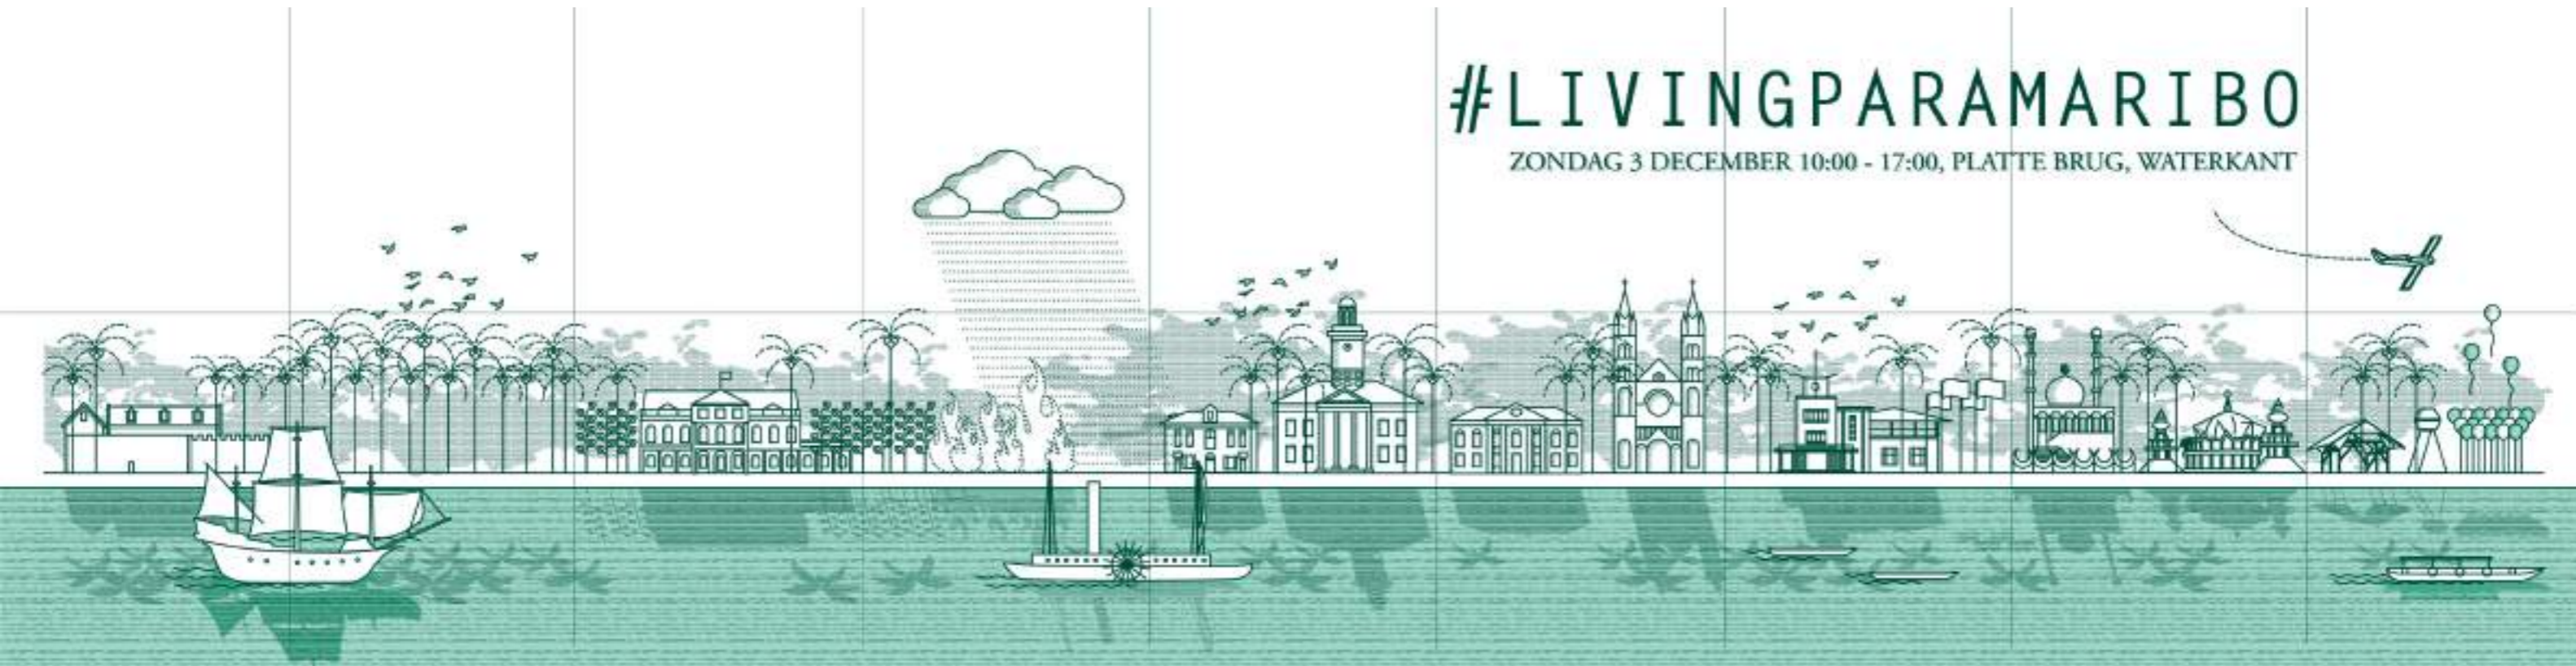 #LIVINGPARAMARIBO
ZONDAG 3 DECEMBER 10:00 - 17:00, PLATTE BRUG, WATERKANT